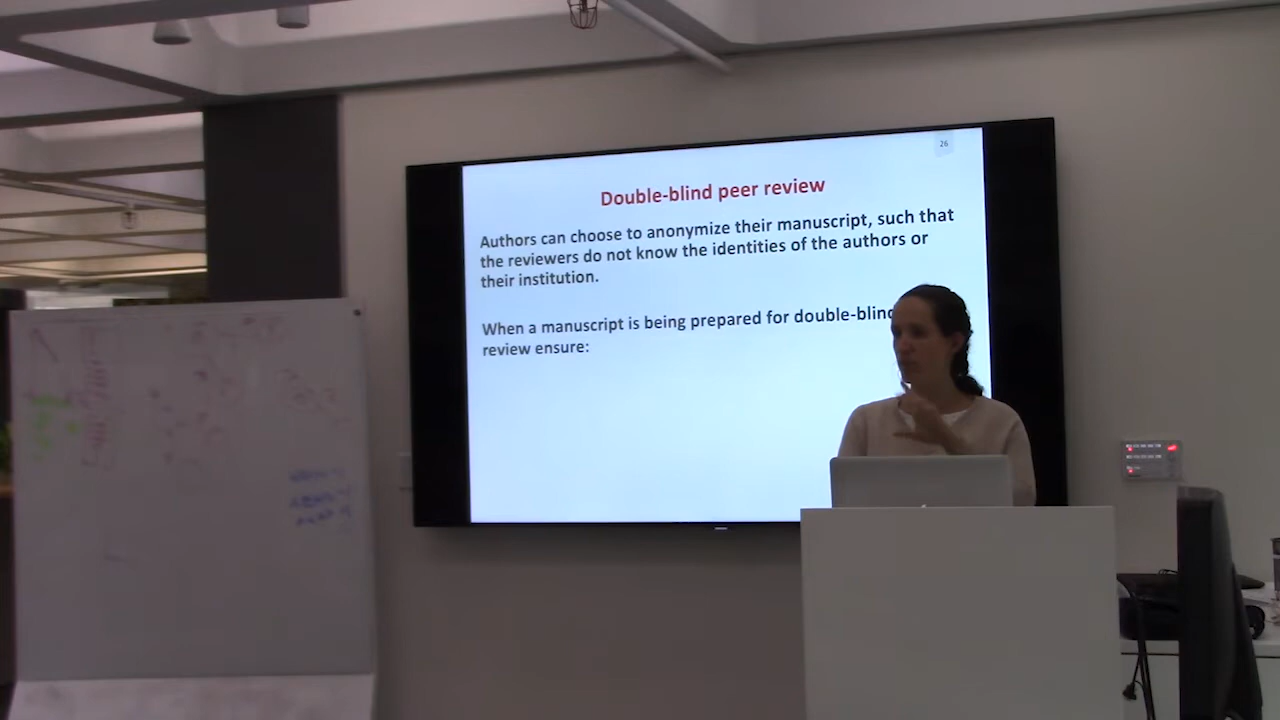 26
Double-blind peer review
Authors can choose to anonymize their manuscript, such that
the reviewers do not know the identities of the authors or
their institution.
When a manuscript is being prepared for double-blind
review ensure: